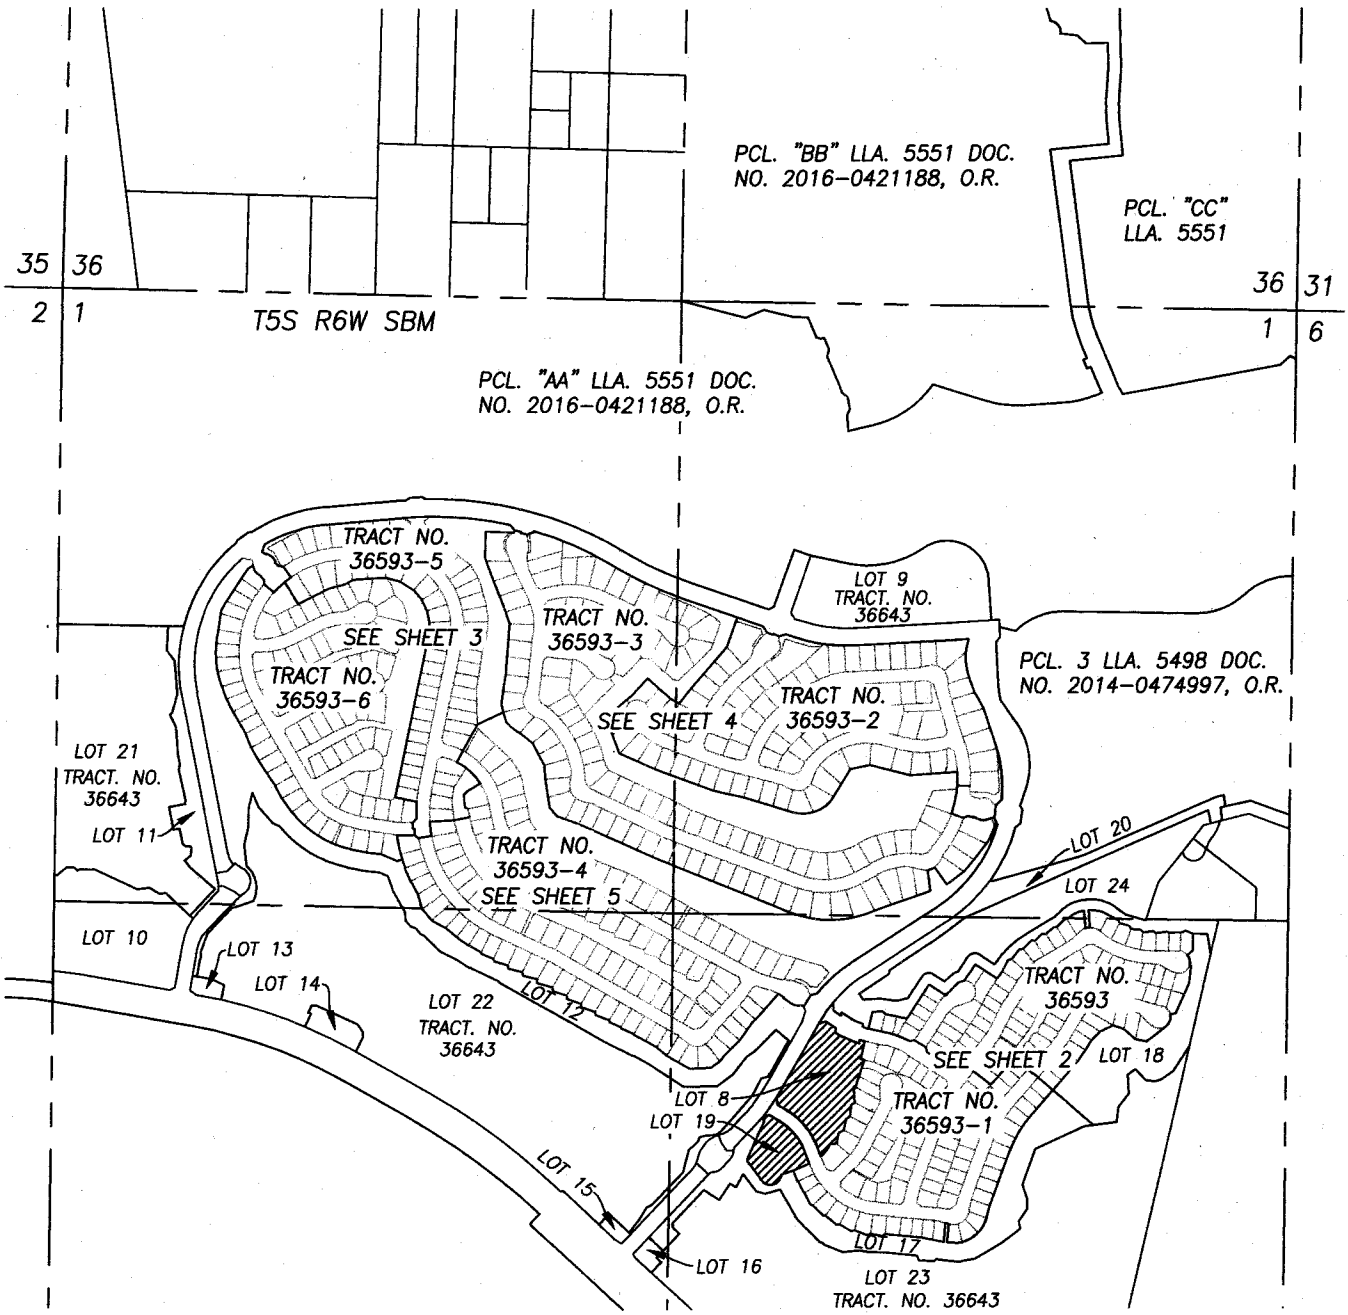 PCL. "BB" LLA. 5551 DOC.
NO. 2016-0421188, O.R.
PCL. "CC"
LLA. 5551
35 36
2 1
36 31
1 6
T5S R6W SBM
PCL. "AA" LLA. 5551 DOC.
NO. 2016-0421188, O.R.
TRACT NO.
36593-5
LOT 9
TRACT. NO.
36643
TRACT NO.
36593-3
SEE SHEET 3
PCL. 3 LLA. 5498 DOC.
NO. 2014-0474997, O.R.
TRACT NO.
36593-6
TRACT NO.
36593-2
SEE SHEET 4
LOT 21
TRACT. NO.
36643
LOT 11
LOT 20
TRACT NO.
36593-4
SEE SHEET 5
LOT 24
LOT 10
LOT 13
LOT 14
LOT 22
TRACT. NO.
36643
LOT 12
TRACT NO.
36593
SEE SHEET 2
LOT 18
LOT 8
LOT 19
TRACT NO.
36593-1
LOT 15
LOT 16
LOT 17
LOT 23
TRACT. NO. 36643